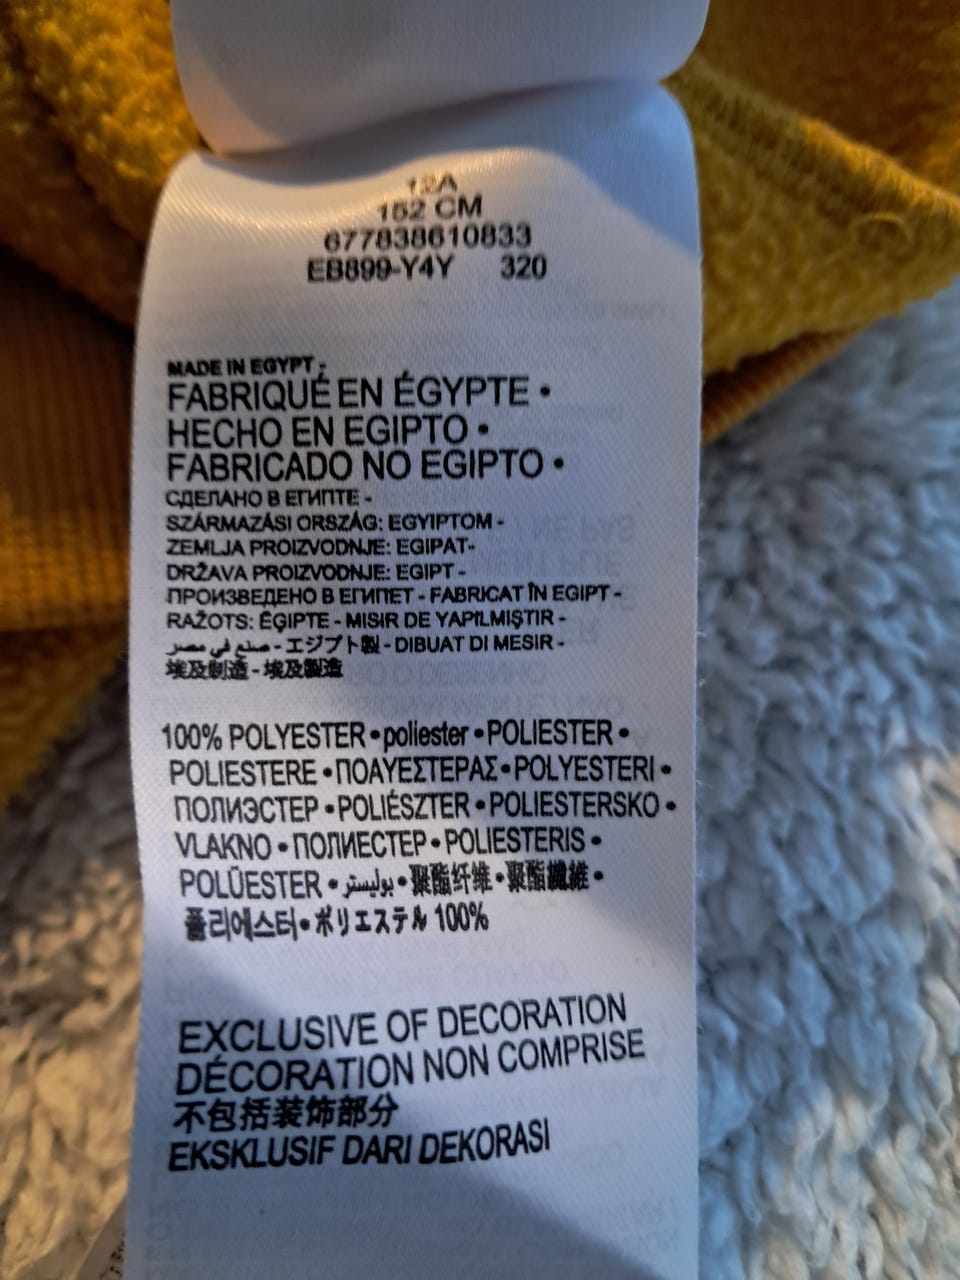 12A
152 CM
677838610833
EB899-Y4Y 320
MADE IN EGYPT -
FABRIQUÉ EN ÉGYPTE •
HECHO EN EGIPTO •
FABRICADO NO EGIPTO •
СДЕЛАНО В ЕГИПТЕ -
SZÁRMAZÁSI ORSZÁG: EGYIPTOM -
ZEMLJA PROIZVODNJE: EGIPAT-
DRŽAVA PROIZVODNJE: EGIPT -
ПРОИЗВЕДЕНО В ЕГИПЕТ - FABRICAT ÎN EGIPT -
RAŽOTS: ĒĢIPTE - MISIR DE YAPILMIŞTIR -
صنع في مصر - エジプト製 - DIBUAT DI MESIR -
埃及制造 - 埃及製造
100% POLYESTER • poliester • POLIESTER •
POLIESTERE • ΠΟΛΥΕΣΤΕΡΑΣ • POLYESTERI •
ПОЛИЭСТЕР • POLIÉSZTER • POLIESTERSKO •
VLAKNO • ПОЛИЕСТЕР • POLIESTERIS •
POLÜESTER • بوليستر • 聚酯纤维 • 聚酯纖維 •
폴리에스터 • ポリエステル 100%
EXCLUSIVE OF DECORATION
DÉCORATION NON COMPRISE
不包括装饰部分
EKSKLUSIF DARI DEKORASI